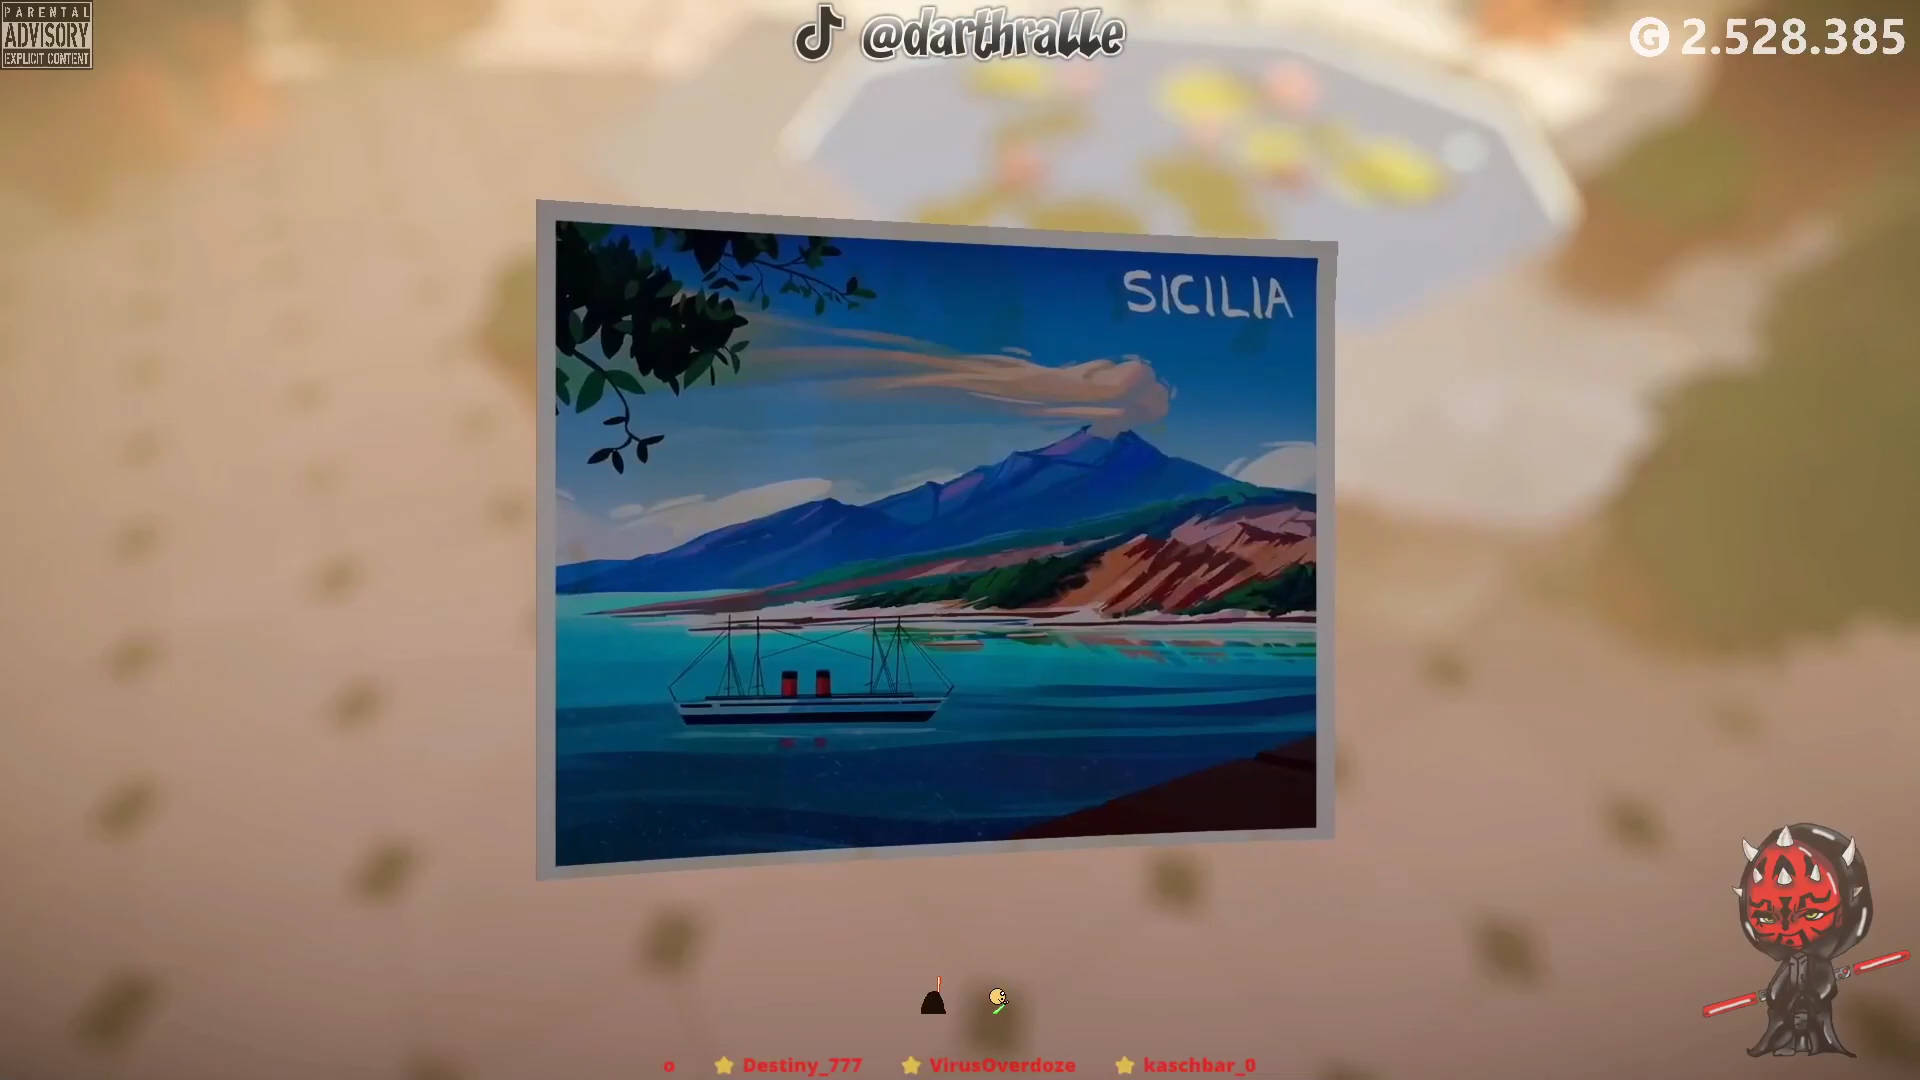 PARENTAL
ADVISORY
EXPLICIT CONTENT
@darthralle
G 2.528.385
SICILIA
o Destiny_777 VirusOverdoze kaschbar_0